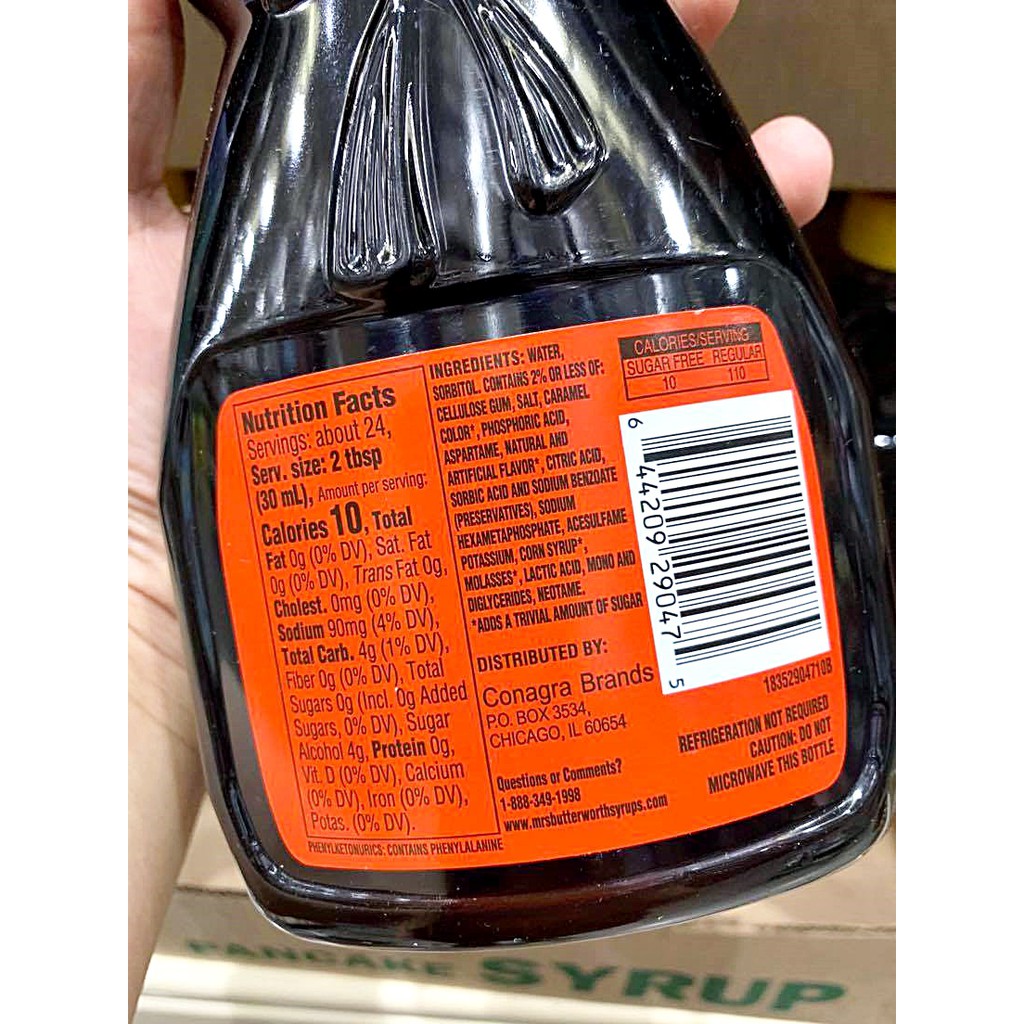 Nutrition Facts
Servings: about 24,
Serv. size: 2 tbsp
(30 mL), Amount per serving:
Calories 10, Total
Fat 0g (0% DV), Sat. Fat
0g (0% DV), Trans Fat 0g,
Cholest. 0mg (0% DV),
Sodium 90mg (4% DV),
Total Carb. 4g (1% DV),
Fiber 0g (0% DV), Total
Sugars 0g (Incl. 0g Added
Sugars, 0% DV), Sugar
Alcohol 4g, Protein 0g,
Vit. D (0% DV), Calcium
(0% DV), Iron (0% DV),
Potas. (0% DV).
PHENYLKETONURICS: CONTAINS PHENYLALANINE
INGREDIENTS: WATER,
SORBITOL. CONTAINS 2% OR LESS OF:
CELLULOSE GUM, SALT, CARAMEL
COLOR*, PHOSPHORIC ACID,
ASPARTAME, NATURAL AND
ARTIFICIAL FLAVOR*, CITRIC ACID,
SORBIC ACID AND SODIUM BENZOATE
(PRESERVATIVES), SODIUM
HEXAMETAPHOSPHATE, ACESULFAME
POTASSIUM, CORN SYRUP*,
MOLASSES*, LACTIC ACID, MONO AND
DIGLYCERIDES, NEOTAME.
*ADDS A TRIVIAL AMOUNT OF SUGAR
DISTRIBUTED BY:
Conagra Brands
P.O. BOX 3534,
CHICAGO, IL 60654
Questions or Comments?
1-888-349-1998
www.mrsbutterworthsyrups.com
CALORIES/SERVING
SUGAR FREE REGULAR
10 110
6 44209 29047 5
183529047108
REFRIGERATION NOT REQUIRED
CAUTION: DO NOT
MICROWAVE THIS BOTTLE
PANCAKE SYRUP